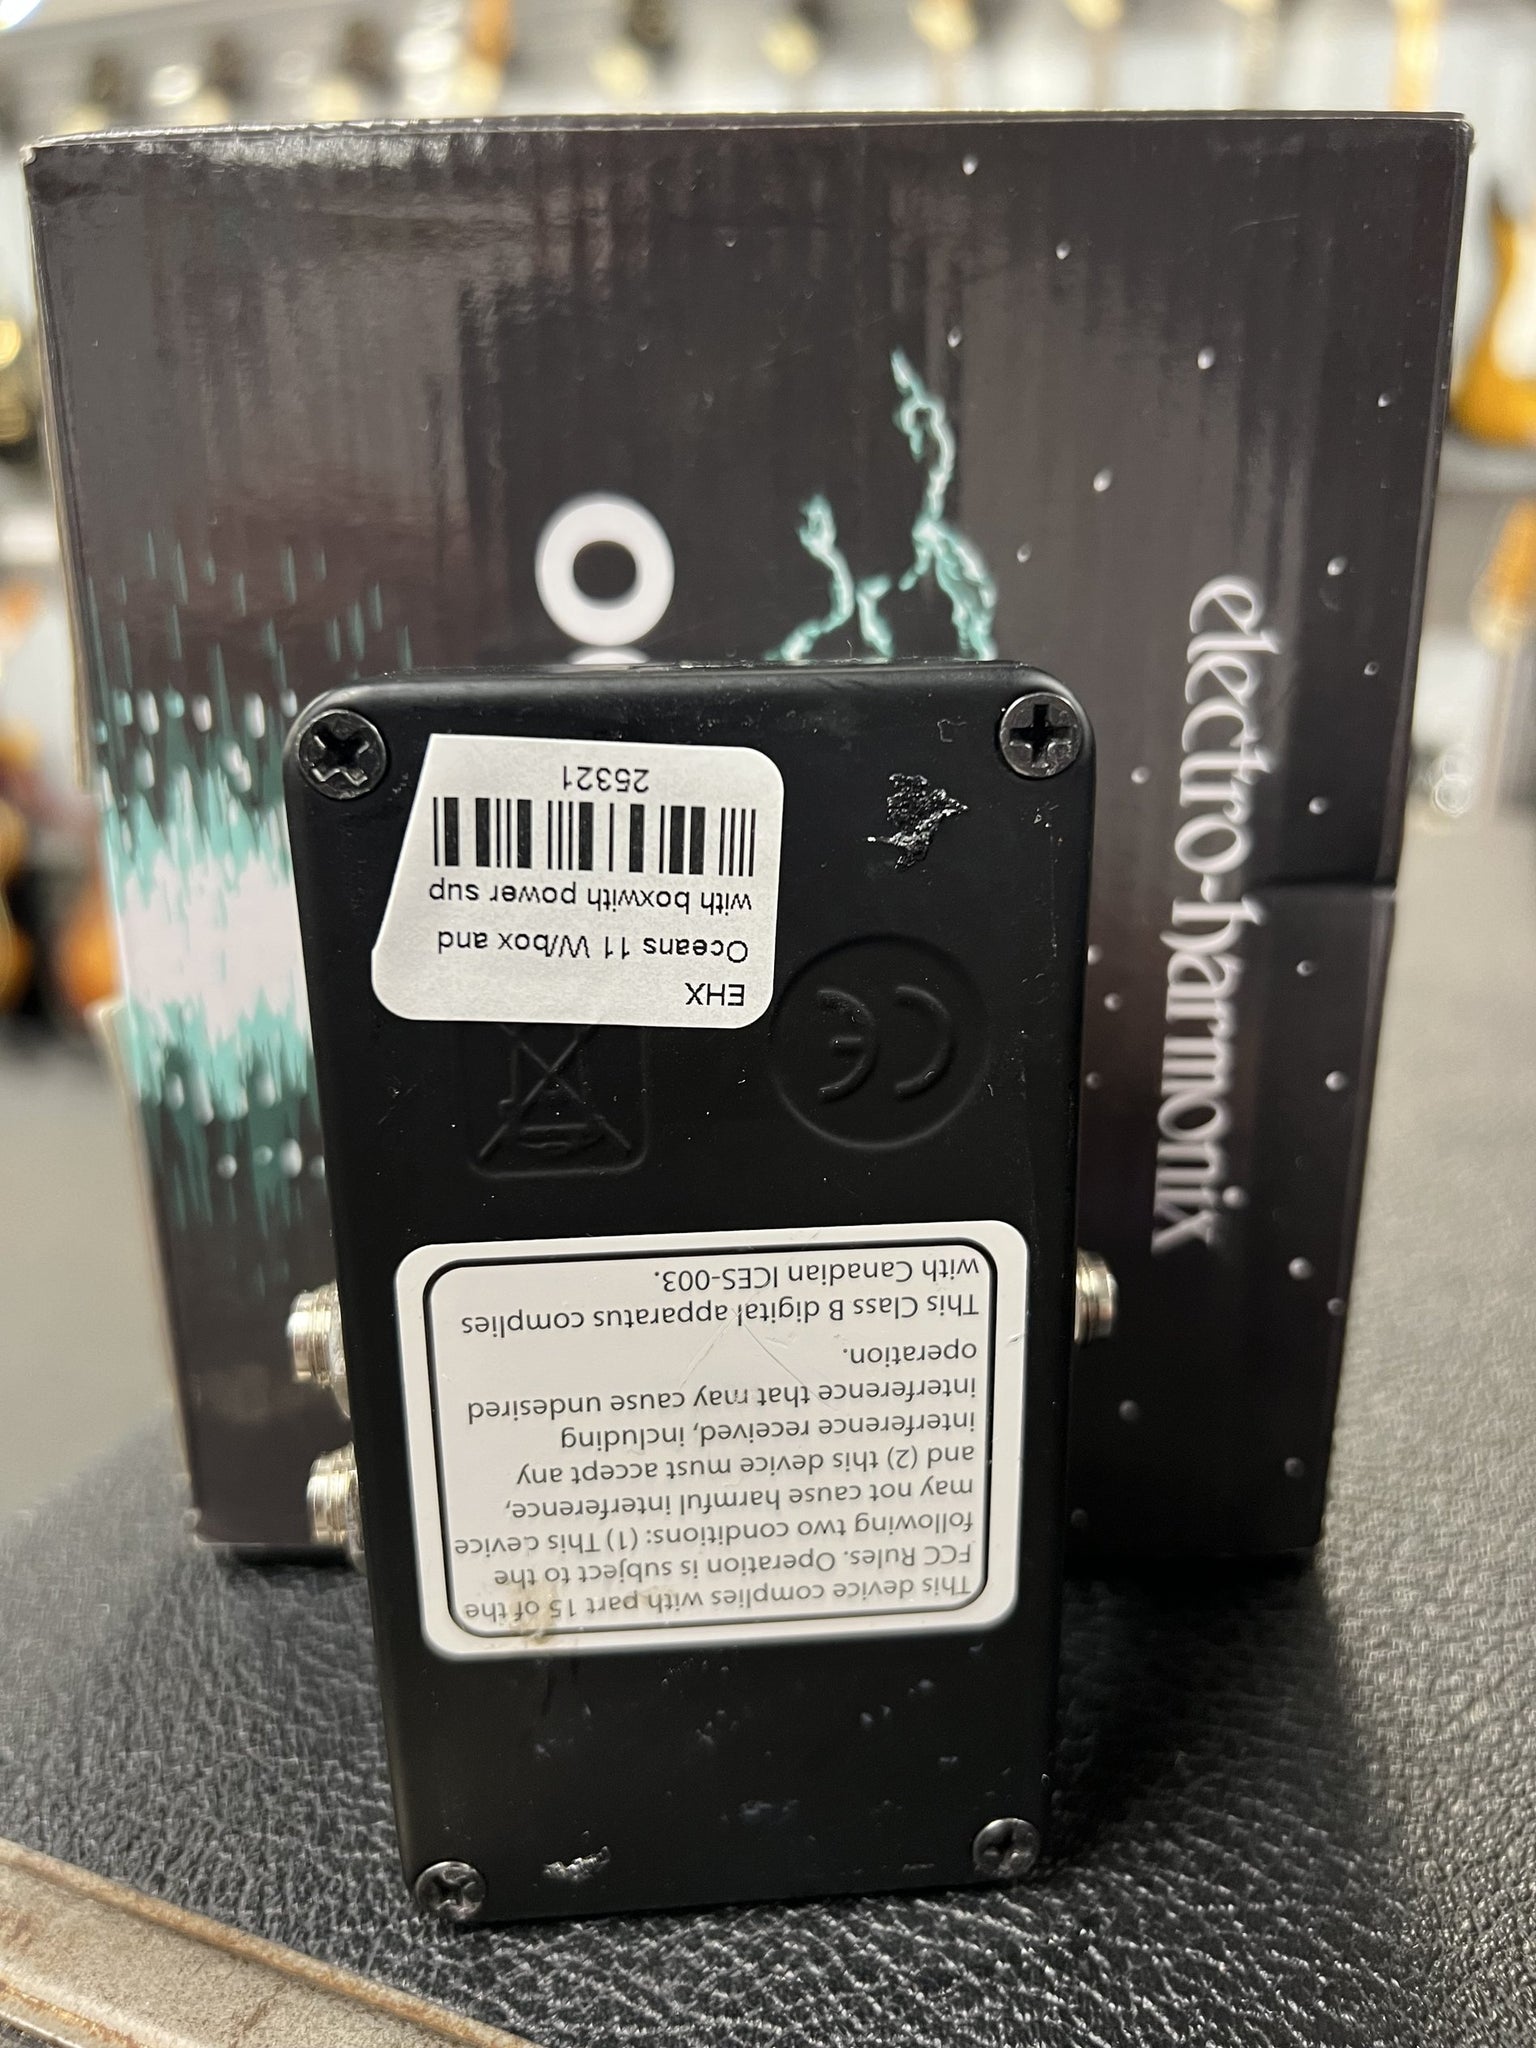 EHX
Oceans 11 W/box and
with boxwith power sup
25321
This device complies with part 15 of the
FCC Rules. Operation is subject to the
following two conditions: (1) This device
may not cause harmful interference,
and (2) this device must accept any
interference received, including
interference that may cause undesired
operation.
This Class B digital apparatus complies
with Canadian ICES-003.
CE
electro-harmonix
O